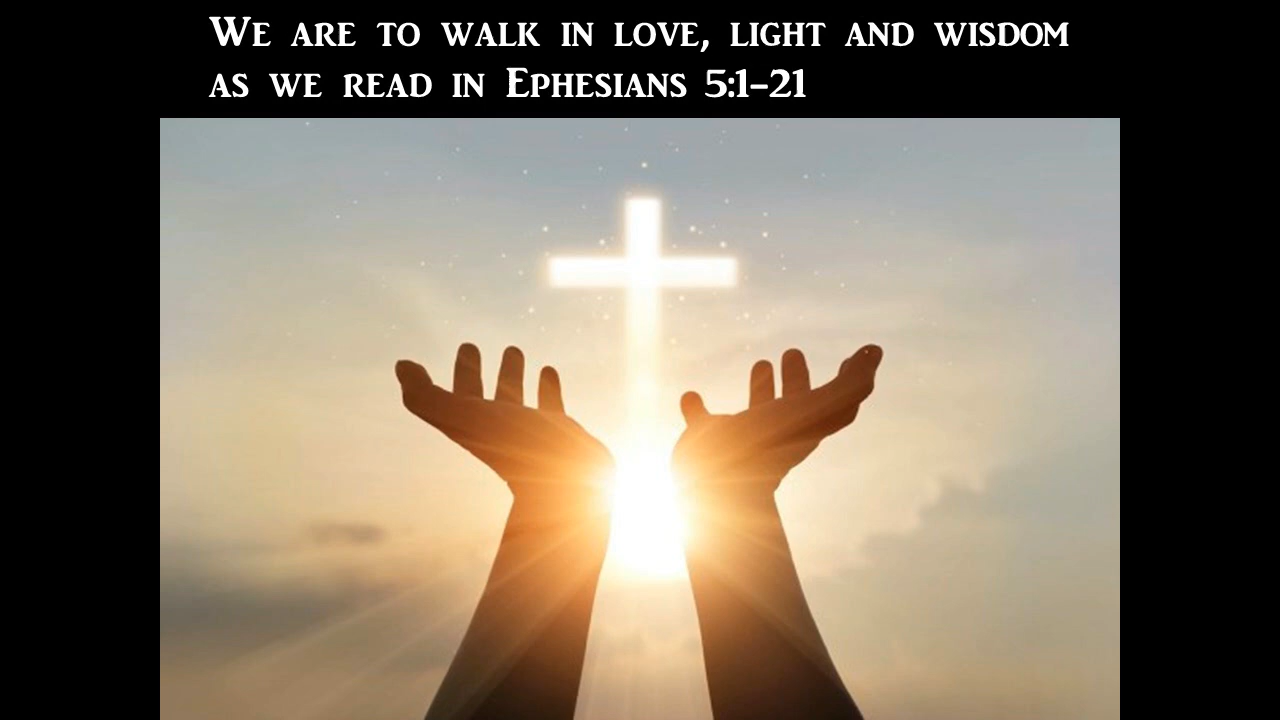 We are to walk in love, light and wisdom
as we read in Ephesians 5:1-21